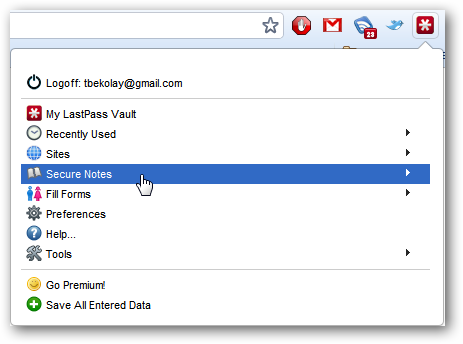 23
Logoff: tbekolay@gmail.com
My LastPass Vault
Recently Used
Sites
Secure Notes
Fill Forms
Preferences
Help...
Tools
Go Premium!
Save All Entered Data